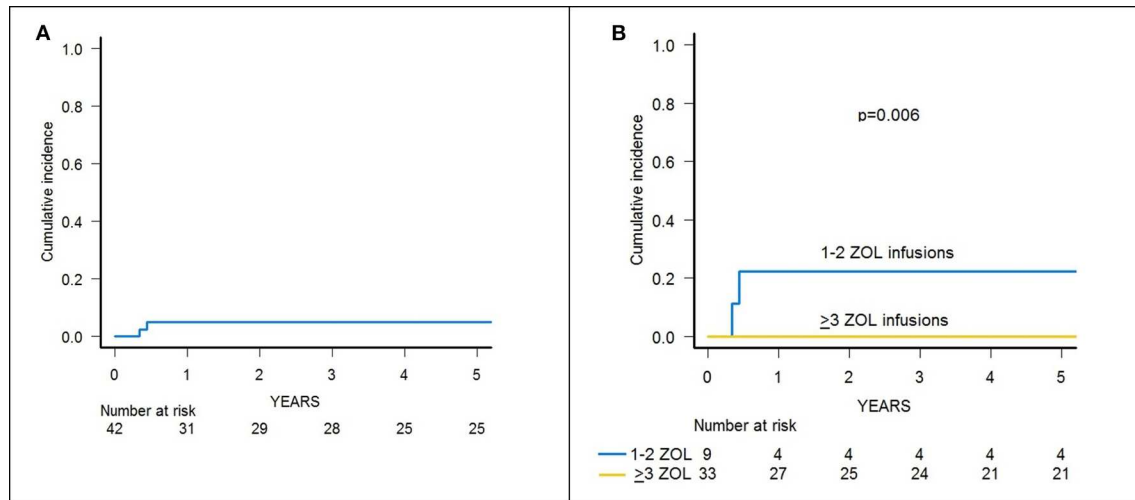 A
1.0
0.8
0.6
0.4
0.2
0.0
Cumulative incidence
0 1 2 3 4 5
YEARS
Number at risk
42 31 29 28 25 25
B
1.0
0.8
0.6
0.4
0.2
0.0
Cumulative incidence
p=0.006
1-2 ZOL infusions
≥3 ZOL infusions
0 1 2 3 4 5
YEARS
Number at risk
1-2 ZOL 9 4 4 4 4 4
≥3 ZOL 33 27 25 24 21 21